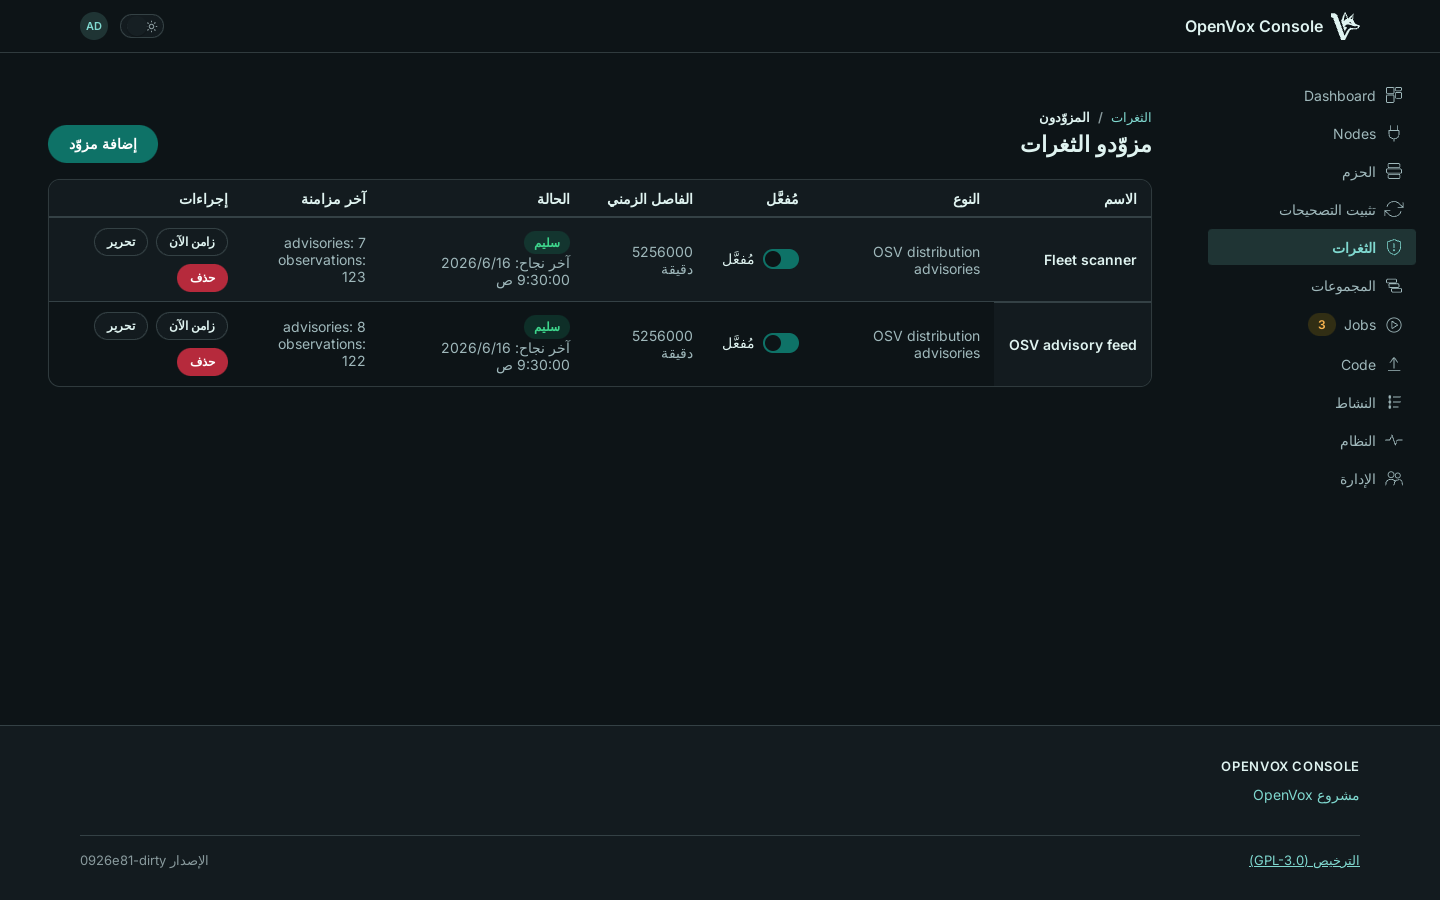 OpenVox Console
AD
Dashboard
Nodes
الحزم
تثبيت التصحيحات
الثغرات
المجموعات
Jobs 3
Code
النشاط
النظام
الإدارة
الثغرات / المزوّدون
مزوّدو الثغرات
إضافة مزوّد
الاسم النوع مُفعَّل الفاصل الزمني الحالة آخر مزامنة إجراءات
Fleet scanner
OSV distribution
advisories
مُفعَّل
5256000
دقيقة
سليم
آخر نجاح: 2026/6/16
9:30:00 ص
advisories: 7
observations:
123
زامن الآن تحرير
حذف
OSV advisory feed
OSV distribution
advisories
مُفعَّل
5256000
دقيقة
سليم
آخر نجاح: 2026/6/16
9:30:00 ص
advisories: 8
observations:
122
زامن الآن تحرير
حذف
OPENVOX CONSOLE
مشروع OpenVox
الترخيص (GPL-3.0)
الإصدار 0926e81-dirty